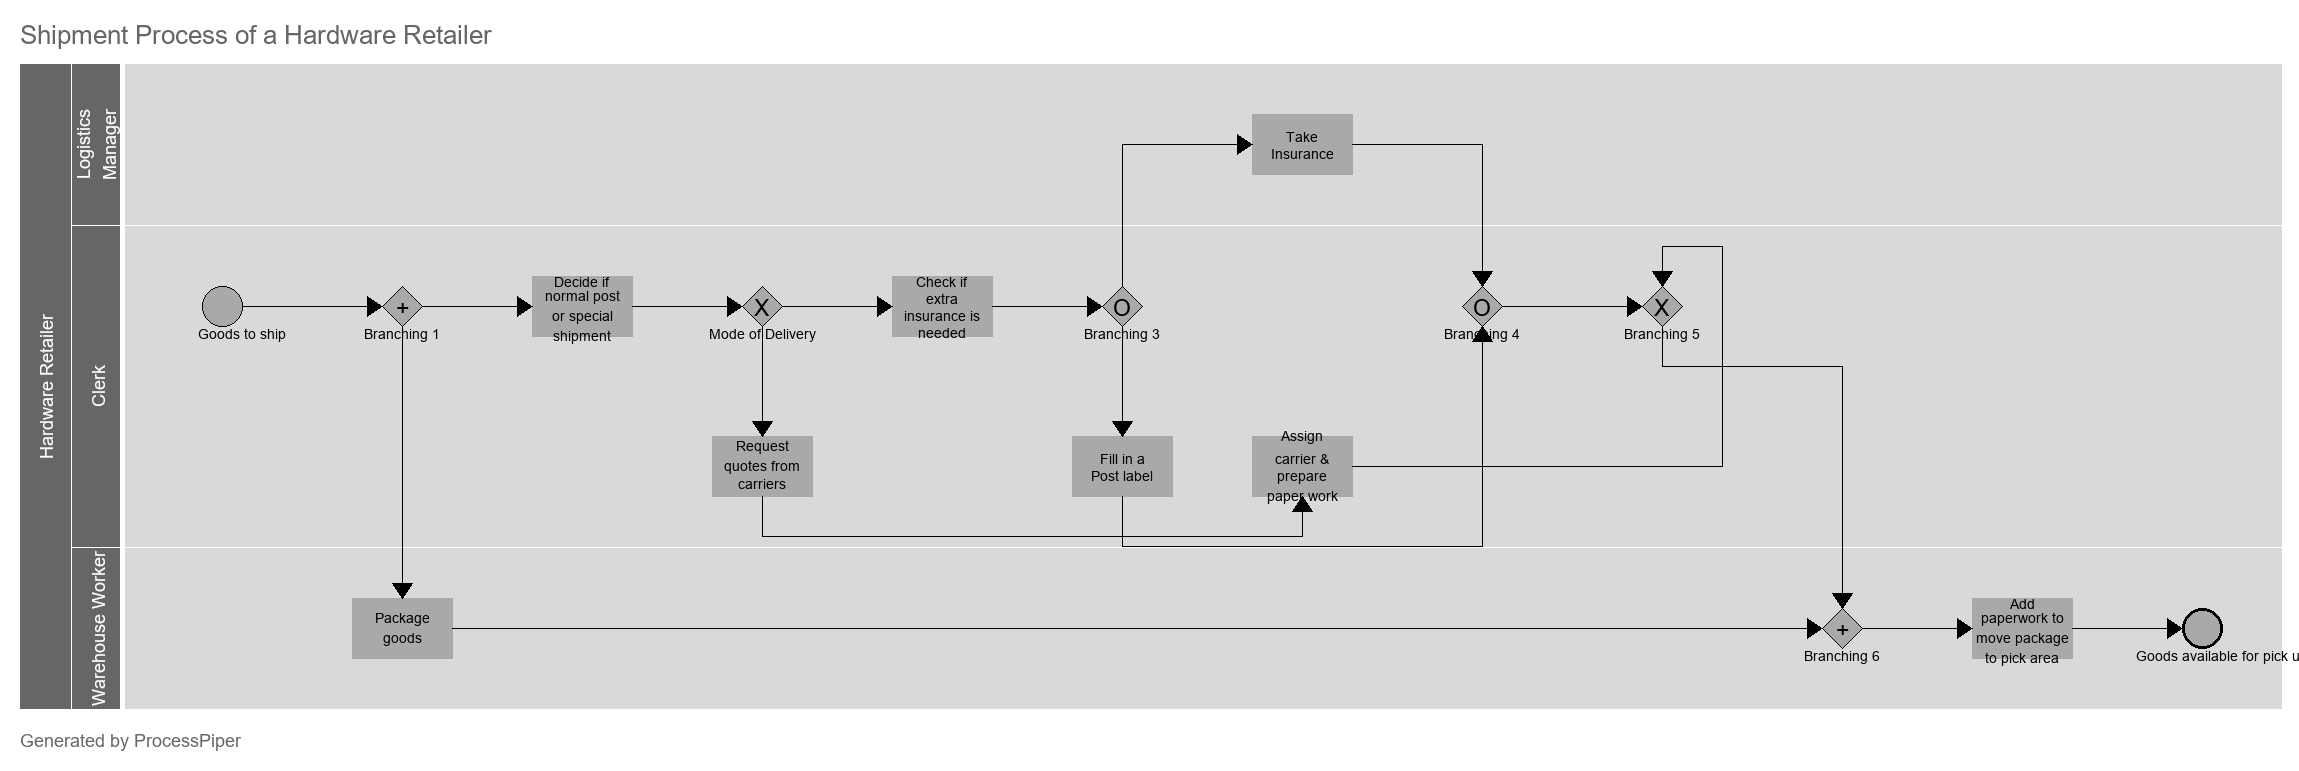 Shipment Process of a Hardware Retailer
Hardware Retailer
Logistics
Manager
Take
Insurance
Clerk
Goods to ship
+
Branching 1
Decide if
normal post
or special
shipment
X
Mode of Delivery
Check if
extra
insurance is
needed
O
Branching 3
O
Branching 4
X
Branching 5
Request
quotes from
carriers
Fill in a
Post label
Assign
carrier &
prepare
paper work
Warehouse Worker
Package
goods
+
Branching 6
Add
paperwork to
move package
to pick area
Goods available for pick u
Generated by ProcessPiper